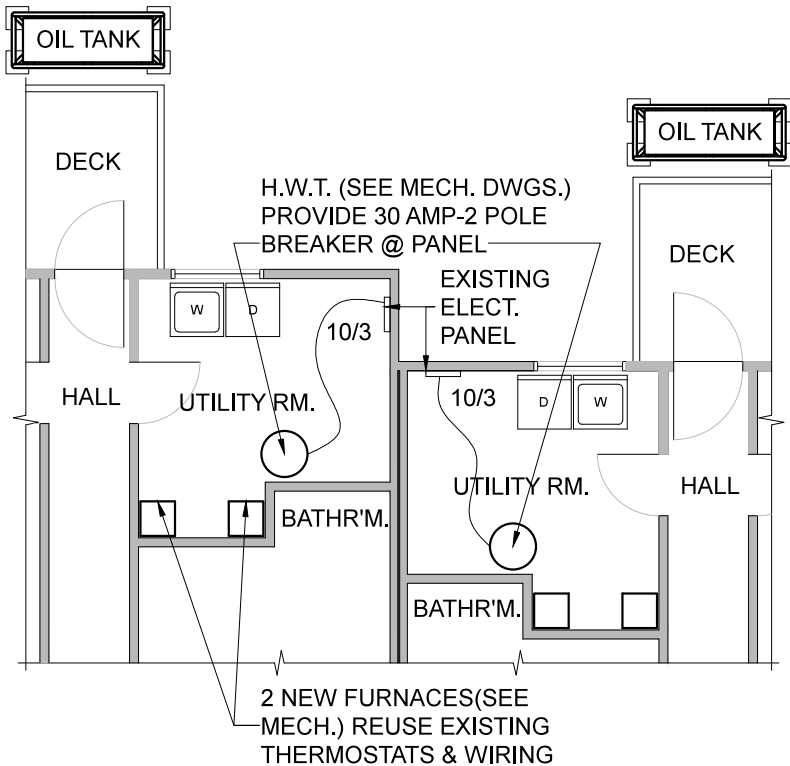 OIL TANK
OIL TANK
DECK
H.W.T. (SEE MECH. DWGS.)
PROVIDE 30 AMP-2 POLE
BREAKER @ PANEL
DECK
EXISTING
ELECT.
PANEL
W
D
10/3
HALL
UTILITY RM.
10/3
D
W
UTILITY RM.
HALL
BATHR'M.
BATHR'M.
2 NEW FURNACES(SEE
MECH.) REUSE EXISTING
THERMOSTATS & WIRING